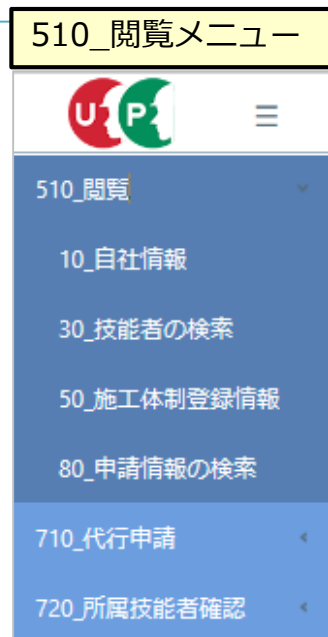 510_閲覧メニュー
U P
510_閲覧
10_自社情報
30_技能者の検索
50_施工体制登録情報
80_申請情報の検索
710_代行申請
720_所属技能者確認